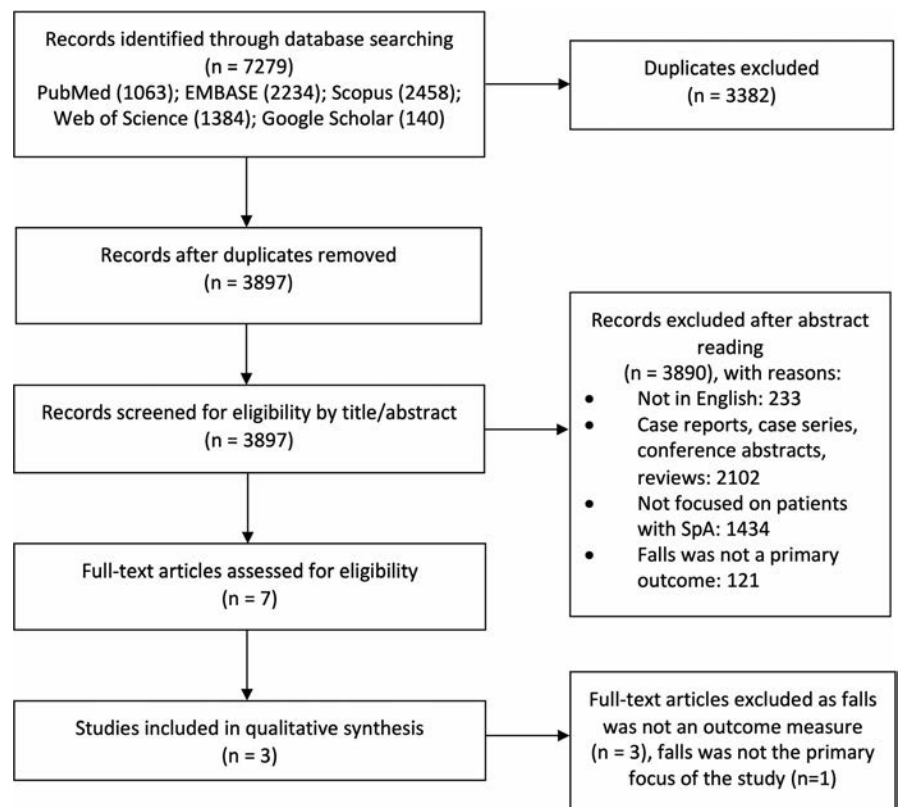 Records identified through database searching
(n = 7279)
PubMed (1063); EMBASE (2234); Scopus (2458);
Web of Science (1384); Google Scholar (140)
Duplicates excluded
(n = 3382)
Records after duplicates removed
(n = 3897)
Records screened for eligibility by title/abstract
(n = 3897)
Records excluded after abstract
reading
(n = 3890), with reasons:
• Not in English: 233
• Case reports, case series,
conference abstracts,
reviews: 2102
• Not focused on patients
with SpA: 1434
• Falls was not a primary
outcome: 121
Full-text articles assessed for eligibility
(n = 7)
Studies included in qualitative synthesis
(n = 3)
Full-text articles excluded as falls
was not an outcome measure
(n = 3), falls was not the primary
focus of the study (n=1)